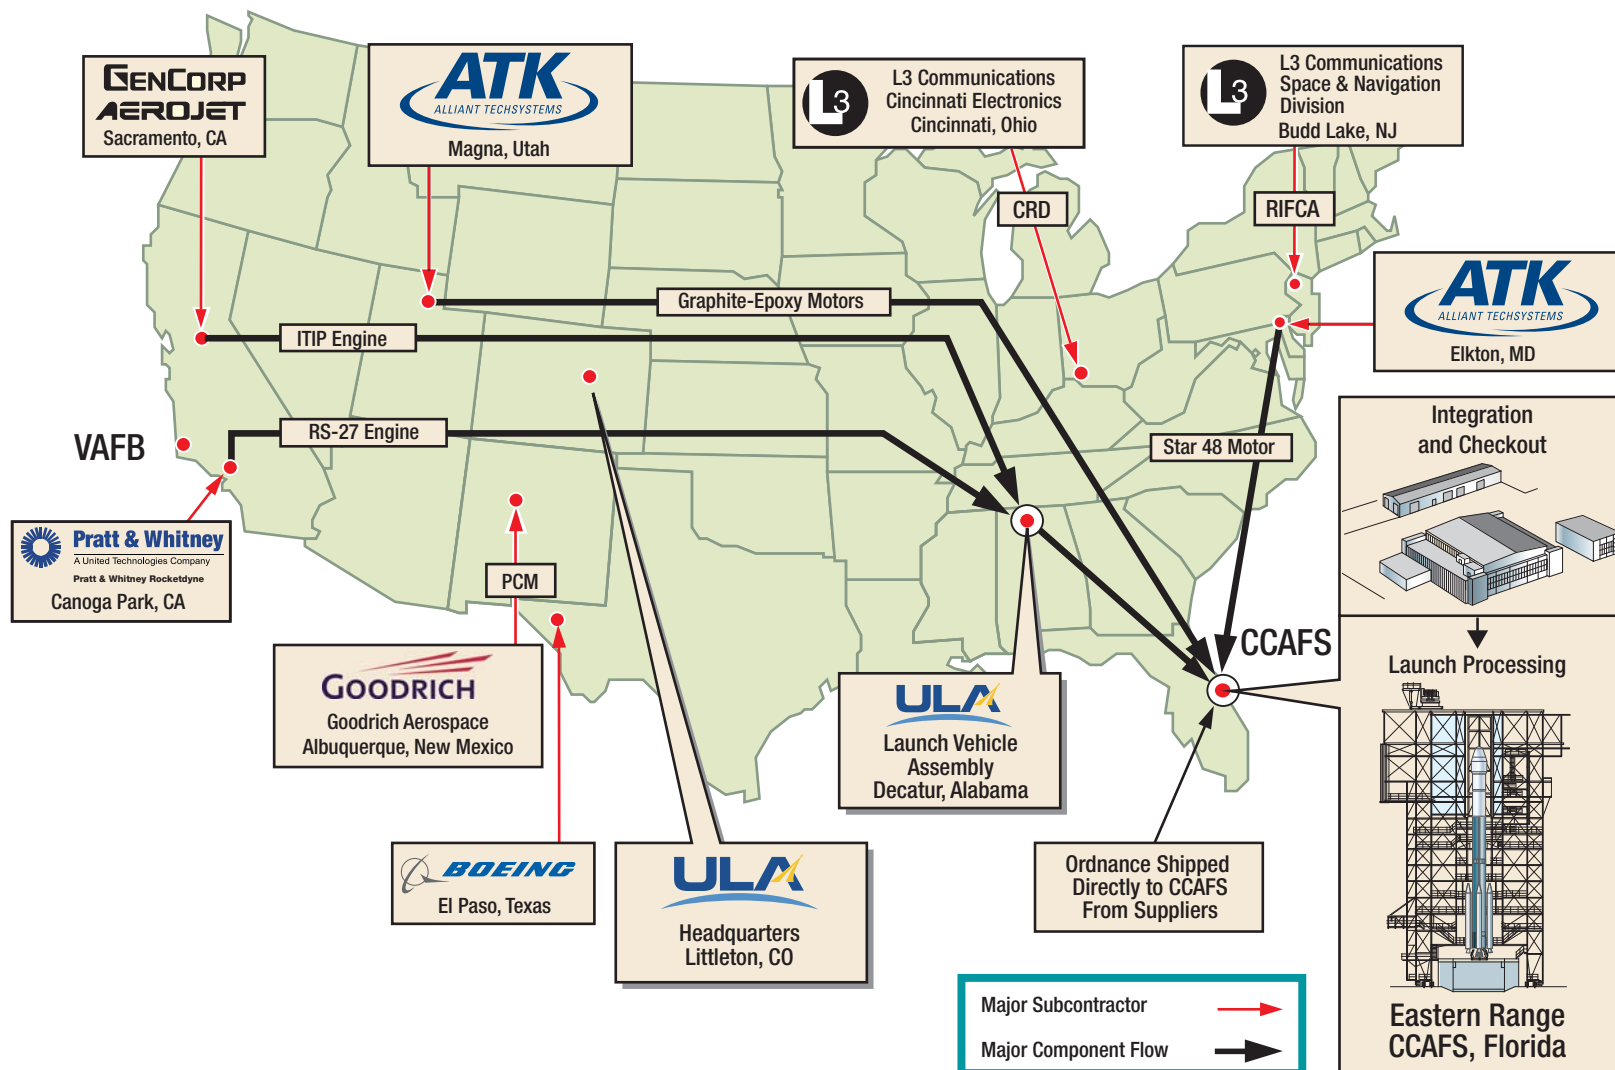 GENCORP
AEROJET
Sacramento, CA
ATK
ALLIANT TECHSYSTEMS
Magna, Utah
L3
L3 Communications
Cincinnati Electronics
Cincinnati, Ohio
L3
L3 Communications
Space & Navigation
Division
Budd Lake, NJ
CRD
RIFCA
ATK
ALLIANT TECHSYSTEMS
Elkton, MD
Graphite-Epoxy Motors
ITIP Engine
RS-27 Engine
Star 48 Motor
VAFB
Pratt & Whitney
A United Technologies Company
Pratt & Whitney Rocketdyne
Canoga Park, CA
PCM
GOODRICH
Goodrich Aerospace
Albuquerque, New Mexico
BOEING
El Paso, Texas
ULA
Headquarters
Littleton, CO
ULA
Launch Vehicle
Assembly
Decatur, Alabama
CCAFS
Ordnance Shipped
Directly to CCAFS
From Suppliers
Integration
and Checkout
Launch Processing
Eastern Range
CCAFS, Florida
Major Subcontractor
Major Component Flow